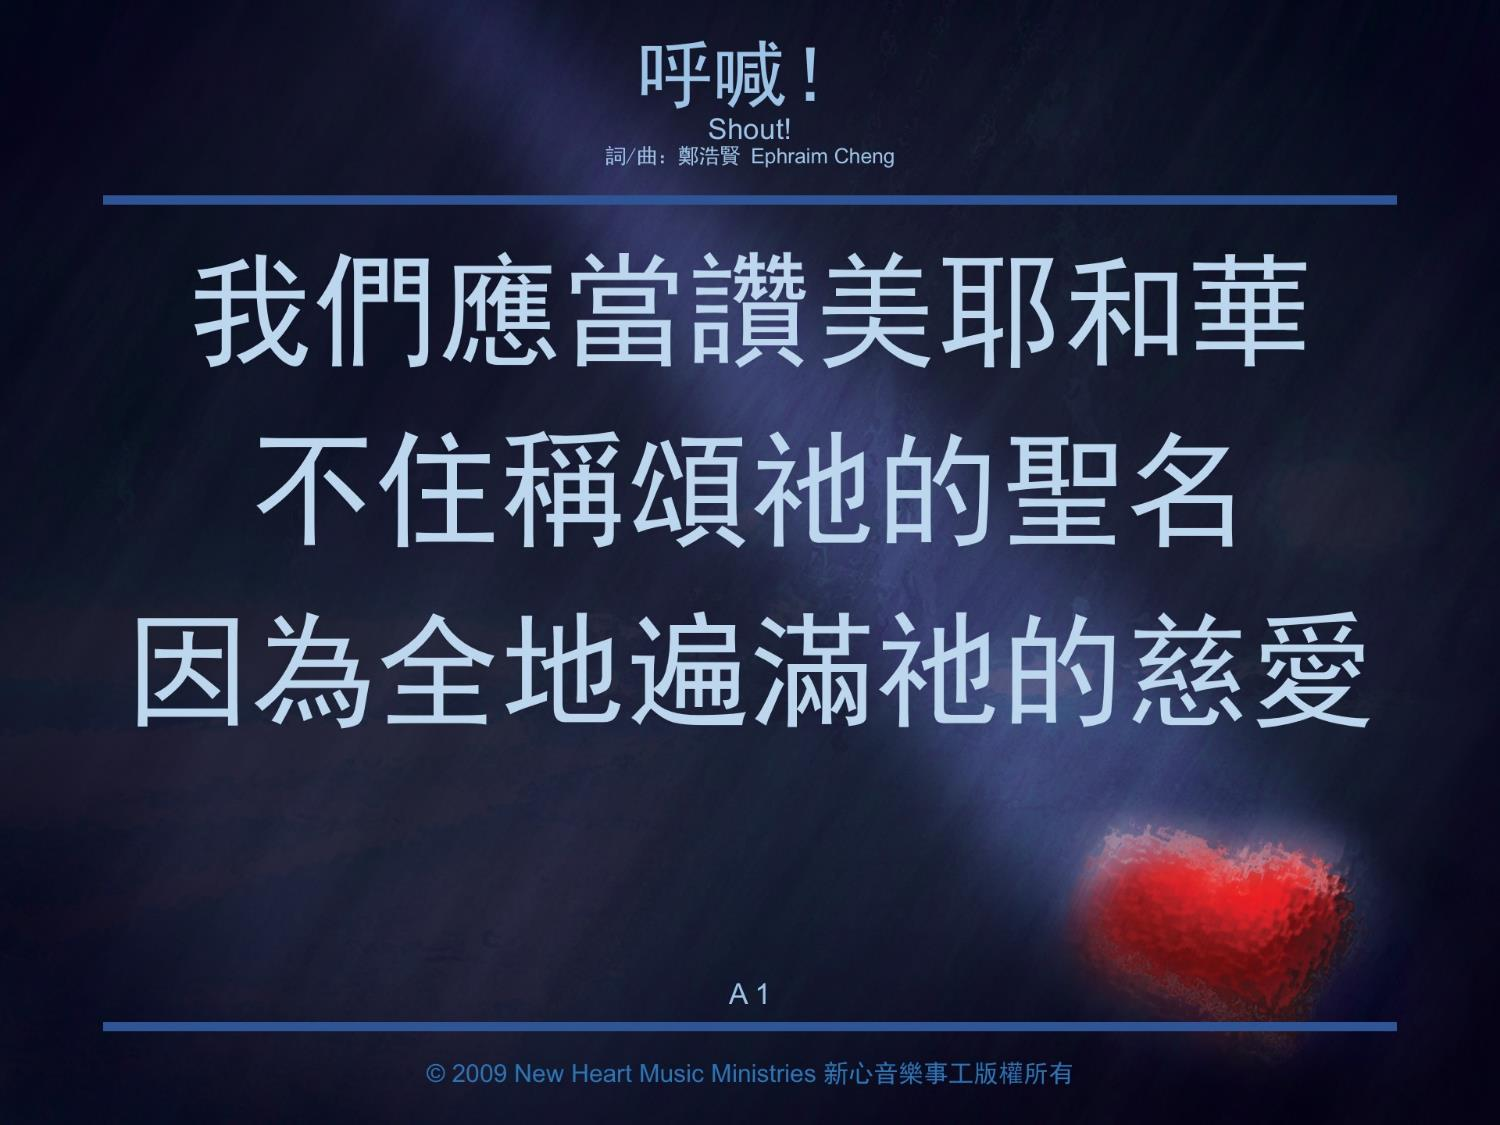 呼喊！
Shout!
詞/曲：鄭浩賢 Ephraim Cheng
我們應當讚美耶和華
不住稱頌祂的聖名
因為全地遍滿祂的慈愛
A 1
© 2009 New Heart Music Ministries 新心音樂事工版權所有